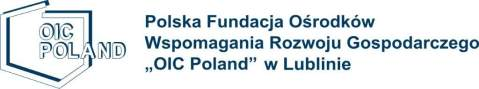 OIC
POLAND
Polska Fundacja Ośrodków
Wspomagania Rozwoju Gospodarczego
„OIC Poland” w Lublinie